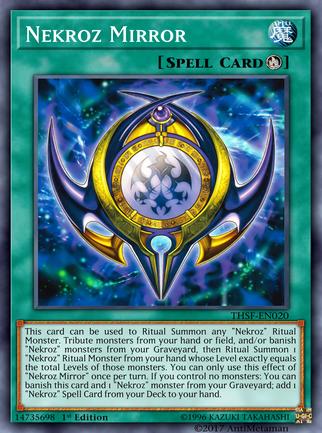 NEKROZ MIRROR
[SPELL CARD]
THSF-EN020
This card can be used to Ritual Summon any "Nekroz" Ritual
Monster. Tribute monsters from your hand or field, and/or banish
"Nekroz" monsters from your Graveyard, then Ritual Summon 1
"Nekroz" Ritual Monster from your hand whose Level exactly equals
the total Levels of those Monsters. You can only use this effect of
"Nekroz Mirror" once per turn. If you control no monsters: You can
banish this card and 1 "Nekroz" monster from your Graveyard; add 1
"Nekroz" Spell Card from your Deck to your hand.
14735698 1st Edition ©1996 KAZUKI TAKAHASHI
©2017 AntiMetaman